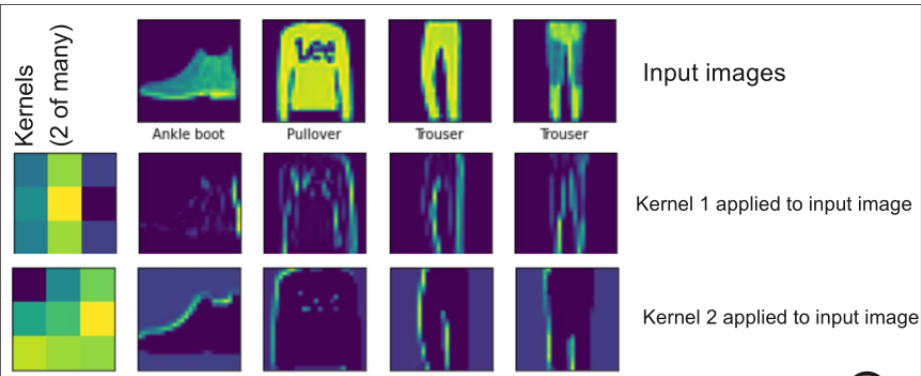 Kernels
(2 of many)
Lee
Input images
Ankle boot
Pullover
Trouser
Trouser
Kernel 1 applied to input image
Kernel 2 applied to input image